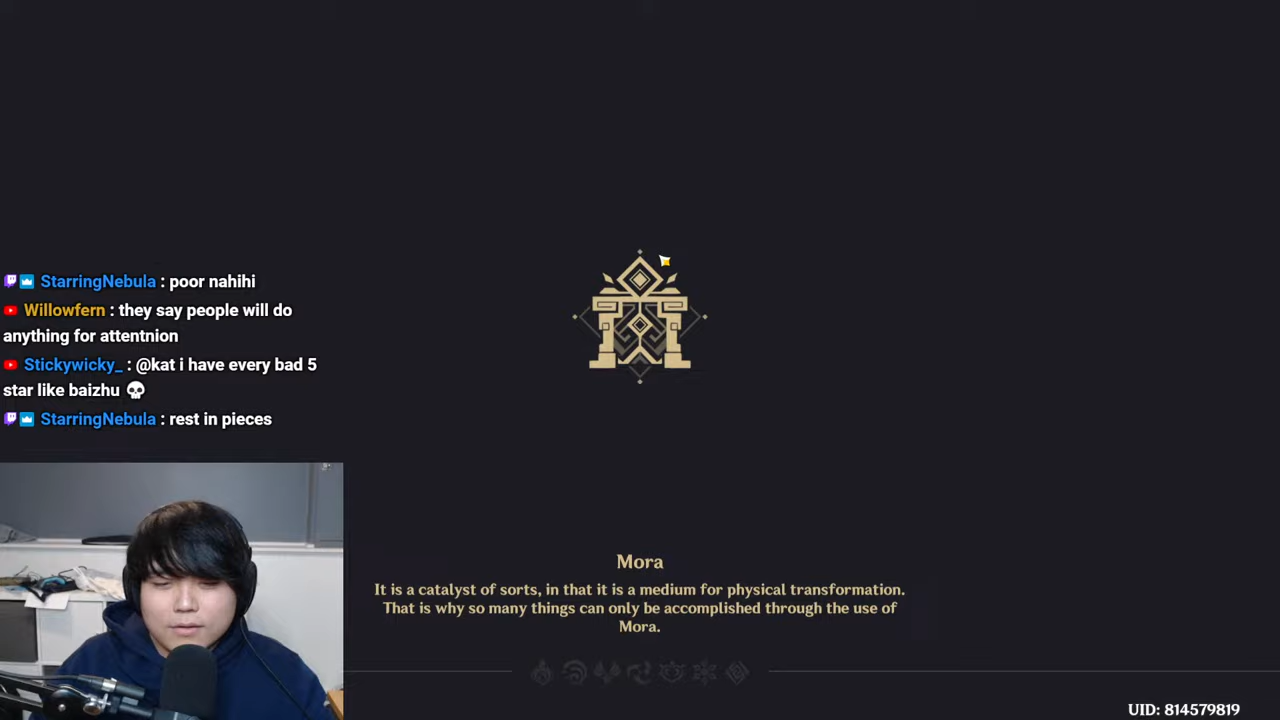 StarringNebula : poor nahihi
Willowfern : they say people will do
anything for attentnion
Stickywicky_ : @kat i have every bad 5
star like baizhu 💀
StarringNebula : rest in pieces
Mora
It is a catalyst of sorts, in that it is a medium for physical transformation.
That is why so many things can only be accomplished through the use of
Mora.
UID: 814579819